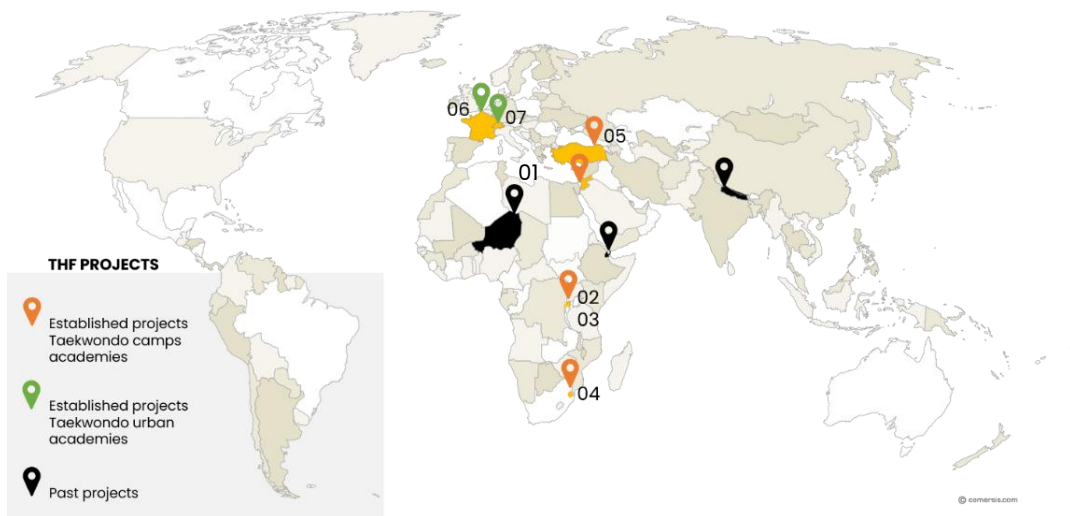 06
07
05
01
02
03
04
THF PROJECTS
Established projects
Taekwondo camps
academies
Established projects
Taekwondo urban
academies
Past projects
© comersis.com